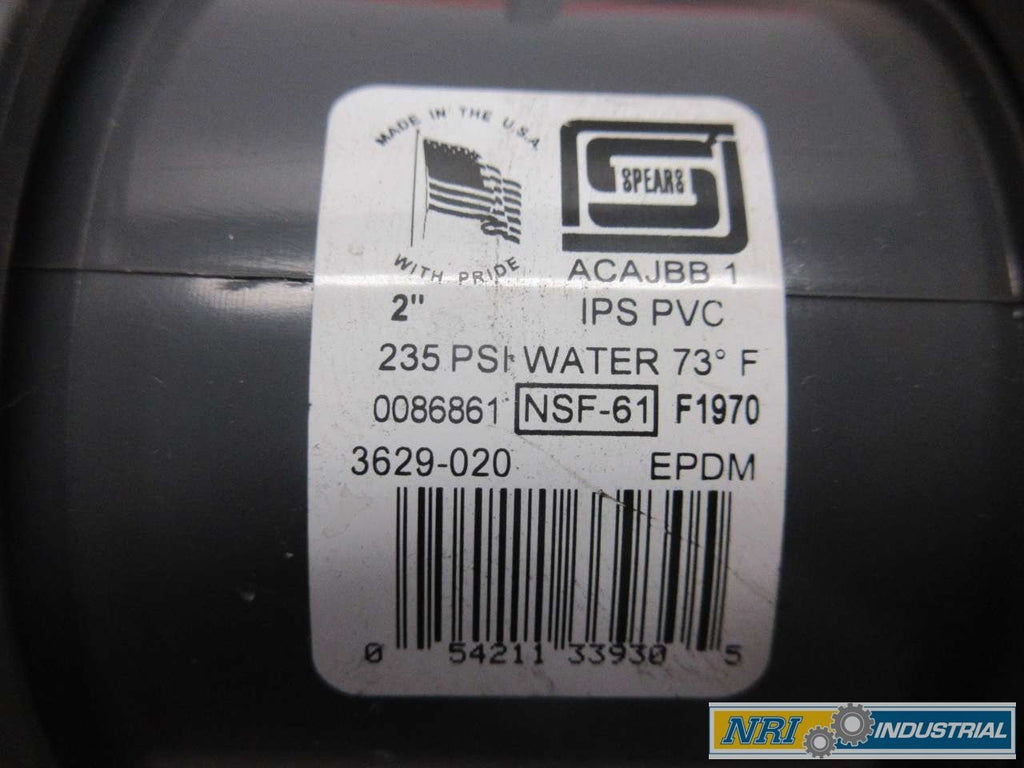 MADE IN THE U.S.A.
WITH PRIDE
SPEARS
ACAJBB 1
2" IPS PVC
235 PSI WATER 73° F
0086861 NSF-61 F1970
3629-020 EPDM
0 54211 33930 5
NRI INDUSTRIAL